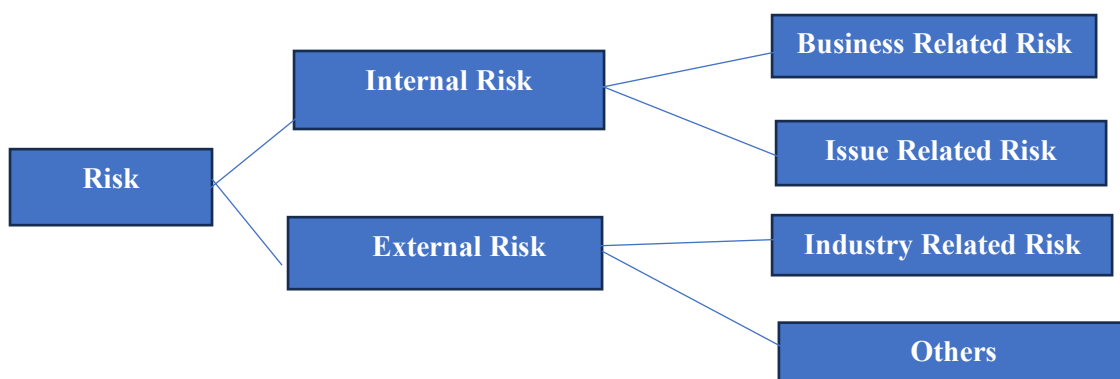 Risk
Internal Risk
Business Related Risk
Issue Related Risk
External Risk
Industry Related Risk
Others